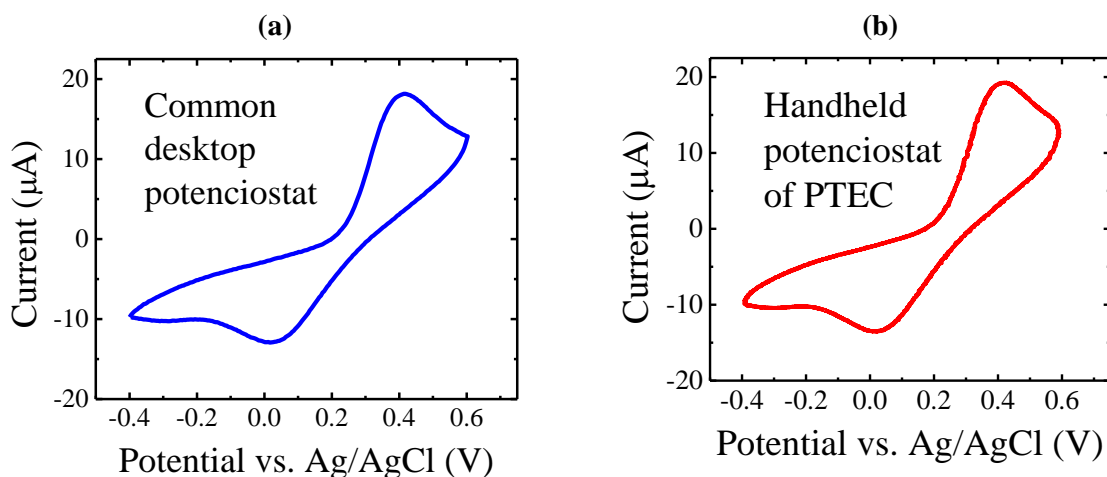 (a)
20
10
0
-10
-20
Current (µA)
Common
desktop
potenciostat
-0.4 -0.2 0.0 0.2 0.4 0.6
Potential vs. Ag/AgCl (V)
(b)
20
10
0
-10
-20
Current (µA)
Handheld
potenciostat
of PTEC
-0.4 -0.2 0.0 0.2 0.4 0.6
Potential vs. Ag/AgCl (V)